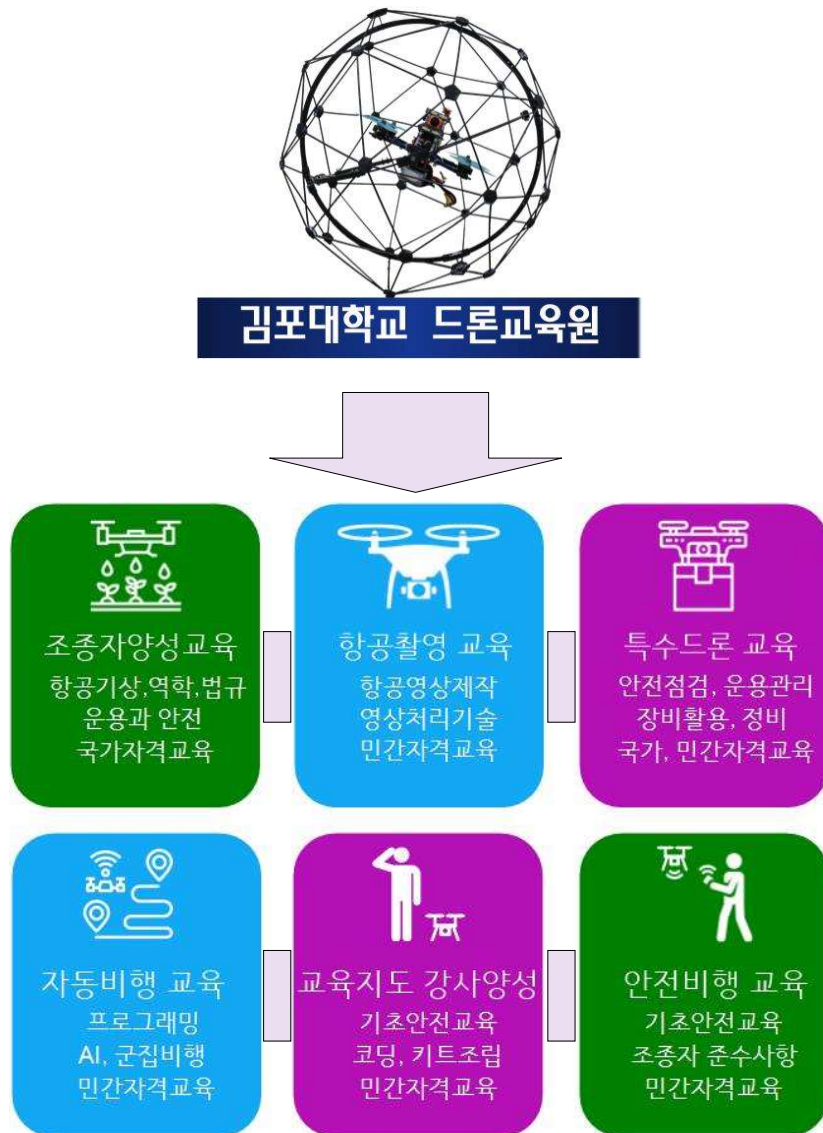 김포대학교 드론교육원
조종자양성교육
항공기상,역학,법규
운용과 안전
국가자격교육
항공촬영 교육
항공영상제작
영상처리기술
민간자격교육
특수드론 교육
안전점검, 운용관리
장비활용, 정비
국가, 민간자격교육
자동비행 교육
프로그래밍
AI, 군집비행
민간자격교육
교육지도 강사양성
기초안전교육
코딩, 키트조립
민간자격교육
안전비행 교육
기초안전교육
조종자 준수사항
민간자격교육